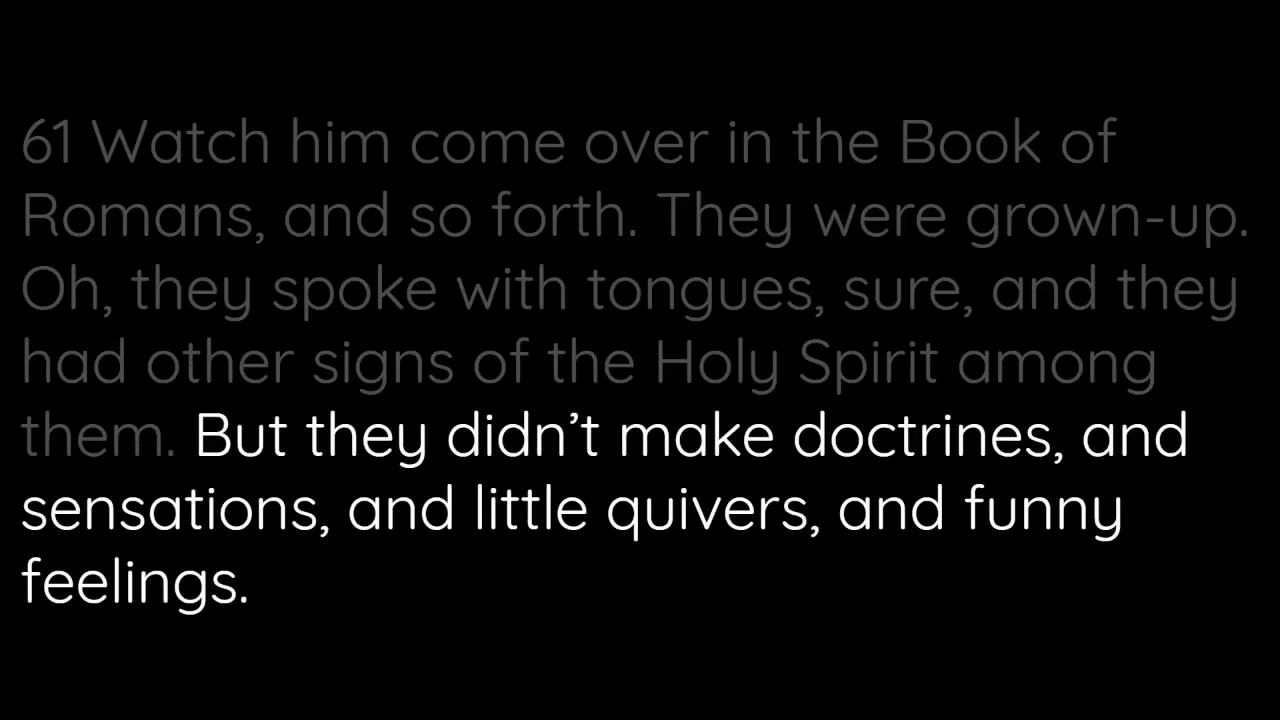 61 Watch him come over in the Book of
Romans, and so forth. They were grown-up.
Oh, they spoke with tongues, sure, and they
had other signs of the Holy Spirit among
them. But they didn’t make doctrines, and
sensations, and little quivers, and funny
feelings.